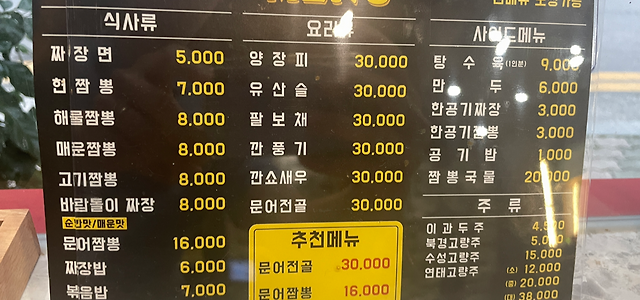 식사류
짜장면 5,000
헌짬뽕 7,000
해물짬뽕 8,000
매운짬뽕 8,000
고기짬뽕 8,000
바람돌이 짜장 8,000
순한맛/매운맛
문어짬뽕 16,000
짜장밥 6,000
볶음밥 7,000
요리류
양장피 30,000
유산슬 30,000
팔보채 30,000
깐풍기 30,000
깐쇼새우 30,000
문어전골 30,000
추천메뉴
문어전골 30,000
문어짬뽕 16,000
사이드메뉴
탕수육(1인분) 9,000
만두 6,000
한공기짜장 3,000
한공기짬뽕 3,000
공기밥 1,000
짬뽕국물 20,000
주류
이과두주 4,500
북경고량주 5,000
수성고량주 15,000
연태고량주 (소) 12,000
(중) 20,000
(대) 38,000